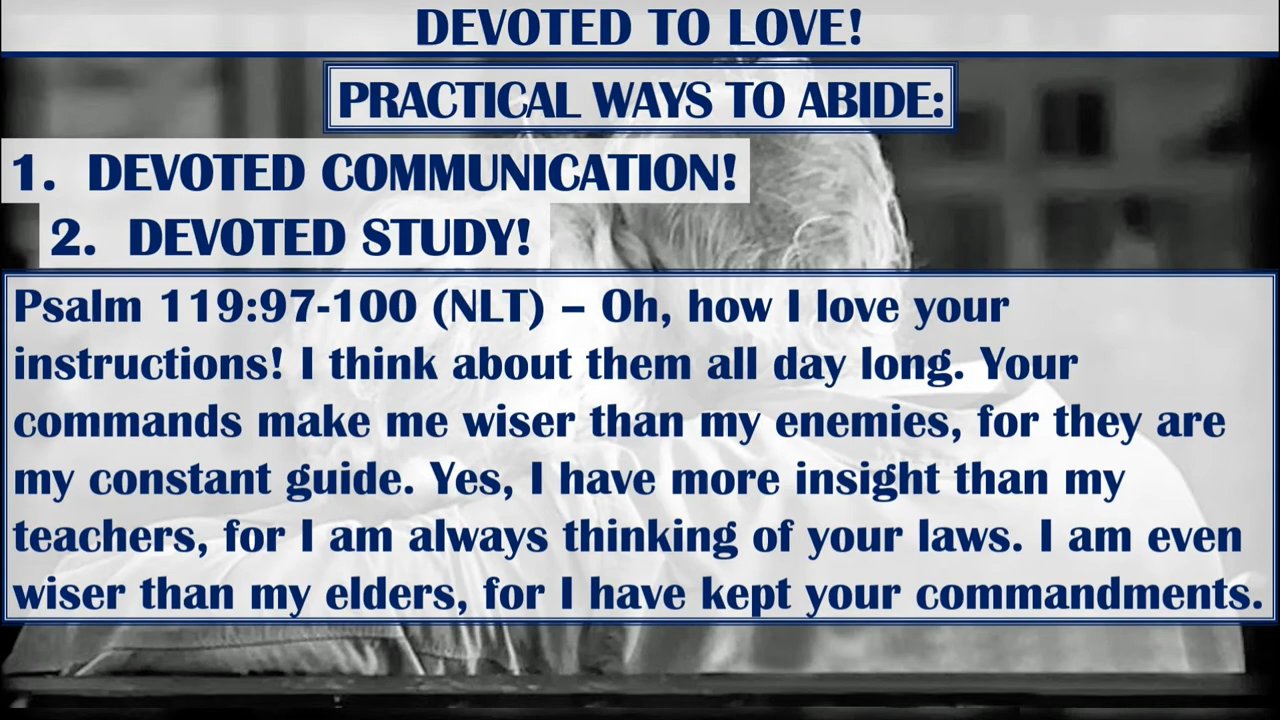 DEVOTED TO LOVE!
PRACTICAL WAYS TO ABIDE:
1. DEVOTED COMMUNICATION!
2. DEVOTED STUDY!
Psalm 119:97-100 (NLT) – Oh, how I love your
instructions! I think about them all day long. Your
commands make me wiser than my enemies, for they are
my constant guide. Yes, I have more insight than my
teachers, for I am always thinking of your laws. I am even
wiser than my elders, for I have kept your commandments.